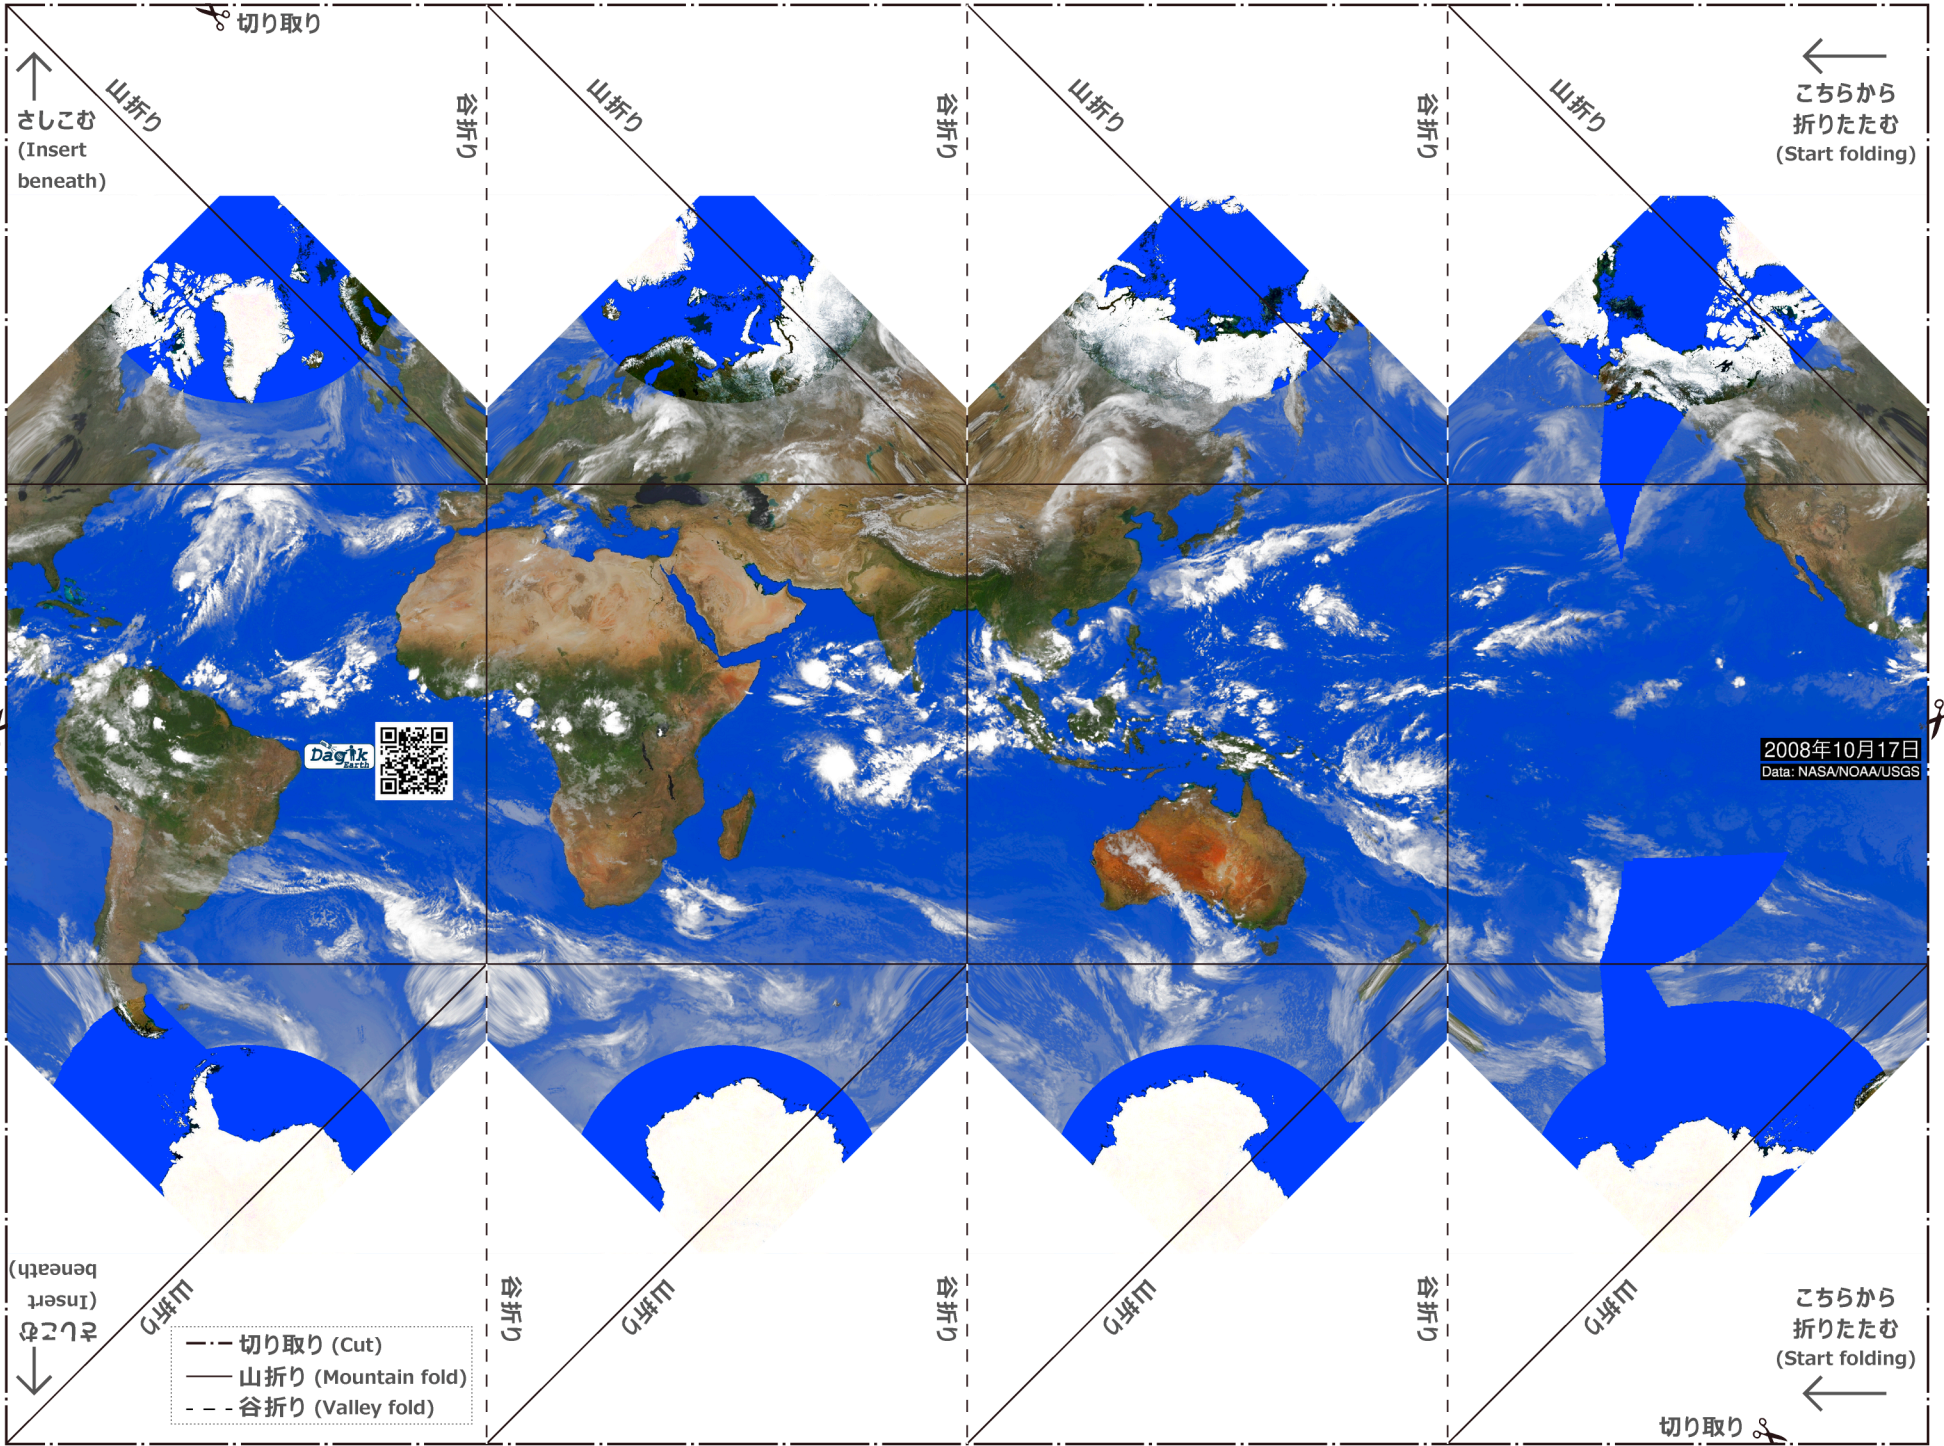 切り取り
さしこむ
(Insert
beneath)
山折り
谷折り
山折り
谷折り
山折り
谷折り
山折り
こちらから
折りたたむ
(Start folding)
Dagik
Earth
2008年10月17日
Data: NASA/NOAA/USGS
さしこむ
(Insert
beneath)
山折り
谷折り
山折り
谷折り
山折り
谷折り
山折り
こちらから
折りたたむ
(Start folding)
切り取り (Cut)
山折り (Mountain fold)
谷折り (Valley fold)
切り取り